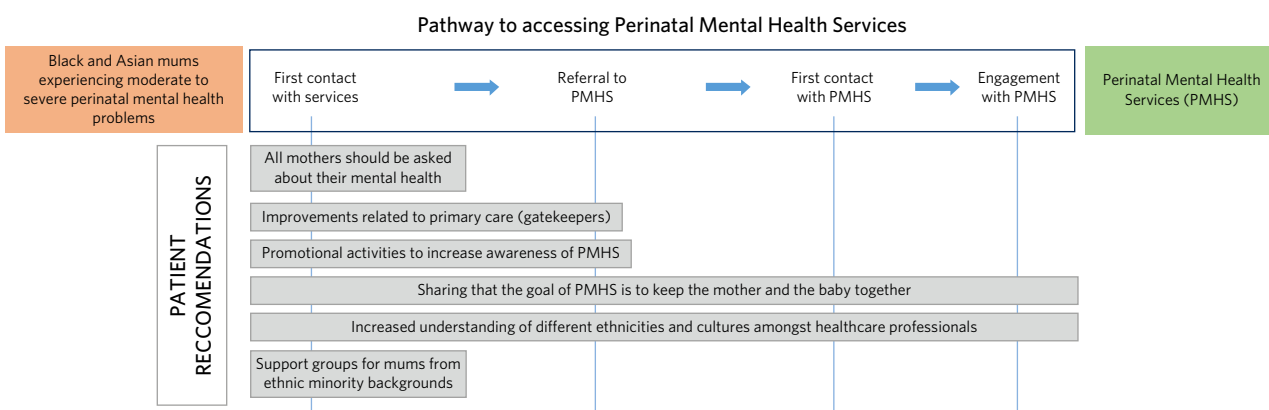 Pathway to accessing Perinatal Mental Health Services
Black and Asian mums
experiencing moderate to
severe perinatal mental health
problems
First contact
with services
Referral to
PMHS
First contact
with PMHS
Engagement
with PMHS
Perinatal Mental Health
Services (PMHS)
PATIENT
RECCOMENDATIONS
All mothers should be asked
about their mental health
Improvements related to primary care (gatekeepers)
Promotional activities to increase awareness of PMHS
Sharing that the goal of PMHS is to keep the mother and the baby together
Increased understanding of different ethnicities and cultures amongst healthcare professionals
Support groups for mums from
ethnic minority backgrounds